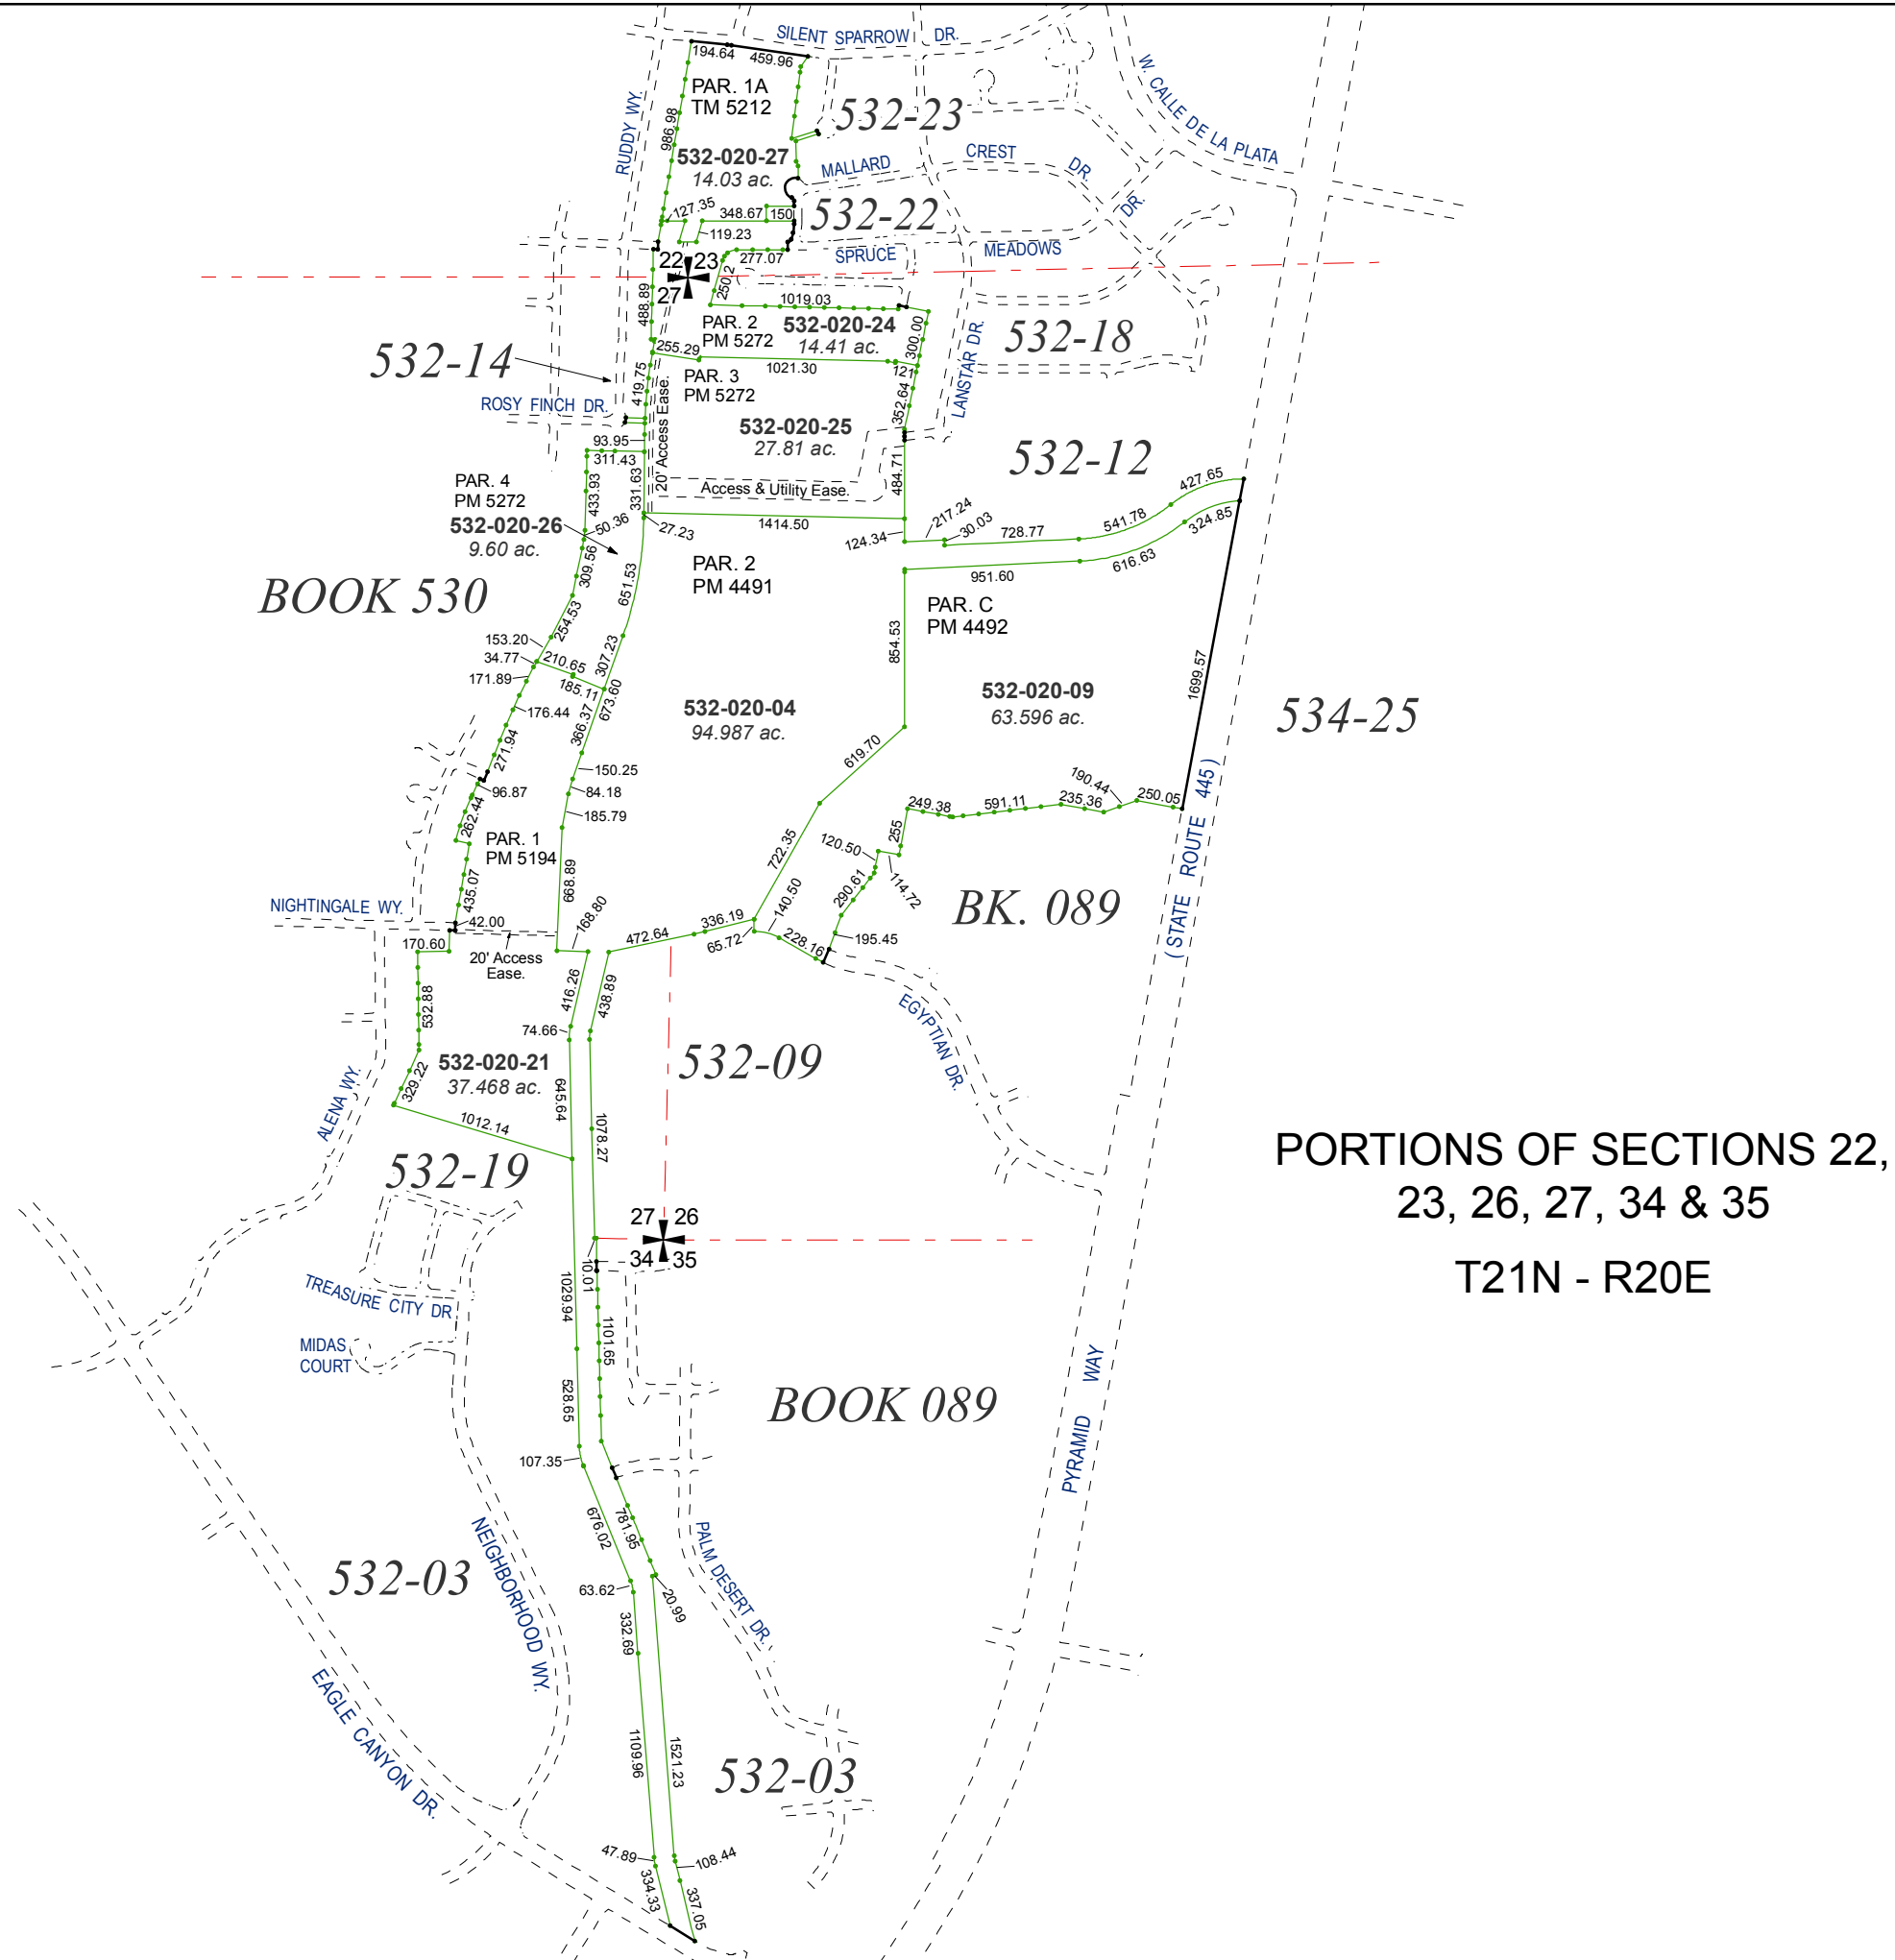 SILENT SPARROW DR.
194.64
459.96
PAR. 1A
TM 5212
W. CALLE DE LA PLATA
RUDDY WY.
986.98
532-23
532-020-27
14.03 ac.
MALLARD CREST DR.
DR.
127.35
348.67
150
532-22
119.23
SPRUCE MEADOWS
277.07
22 23
27
250.2
488.89
1019.03
PAR. 2
PM 5272
532-020-24
14.41 ac.
300.00
532-18
532-14
255.29
1021.30
121
LANSTAR DR.
PAR. 3
PM 5272
419.75
352.64
ROSY FINCH DR.
20' Access Ease.
532-020-25
27.81 ac.
93.95
311.43
532-12
427.65
PAR. 4
PM 5272
433.93
331.63
Access & Utility Ease.
484.71
532-020-26
9.60 ac.
50.36
27.23
1414.50
217.24
30.03
728.77
541.78
324.85
124.34
616.63
309.56
PAR. 2
PM 4491
951.60
BOOK 530
651.53
PAR. C
PM 4492
254.53
153.20
34.77
210.65
307.23
854.53
171.89
185.11
673.60
1699.57
176.44
366.37
532-020-04
94.987 ac.
532-020-09
63.596 ac.
534-25
271.94
619.70
150.25
96.87
84.18
190.44
250.05
262.44
185.79
249.38
591.11
235.36
( STATE ROUTE 445 )
PAR. 1
PM 5194
255
722.35
120.50
114.72
668.89
435.07
290.61
BK. 089
NIGHTINGALE WY.
42.00
168.80
140.50
336.19
472.64
65.72
228.16
195.45
170.60
20' Access
Ease.
416.26
438.89
532.88
EGYPTIAN DR.
74.66
532-09
532-020-21
37.468 ac.
329.22
645.64
ALENA WY.
1012.14
1078.27
PORTIONS OF SECTIONS 22,
23, 26, 27, 34 & 35
T21N - R20E
532-19
27 26
34 35
10.01
TREASURE CITY DR
1029.94
1101.65
MIDAS
COURT
528.65
BOOK 089
PYRAMID WAY
107.35
676.02
781.95
NEIGHBORHOOD WY.
PALM DESERT DR.
532-03
63.62
20.99
332.69
EAGLE CANYON DR.
1109.96
1521.23
532-03
47.89
108.44
334.33
337.05